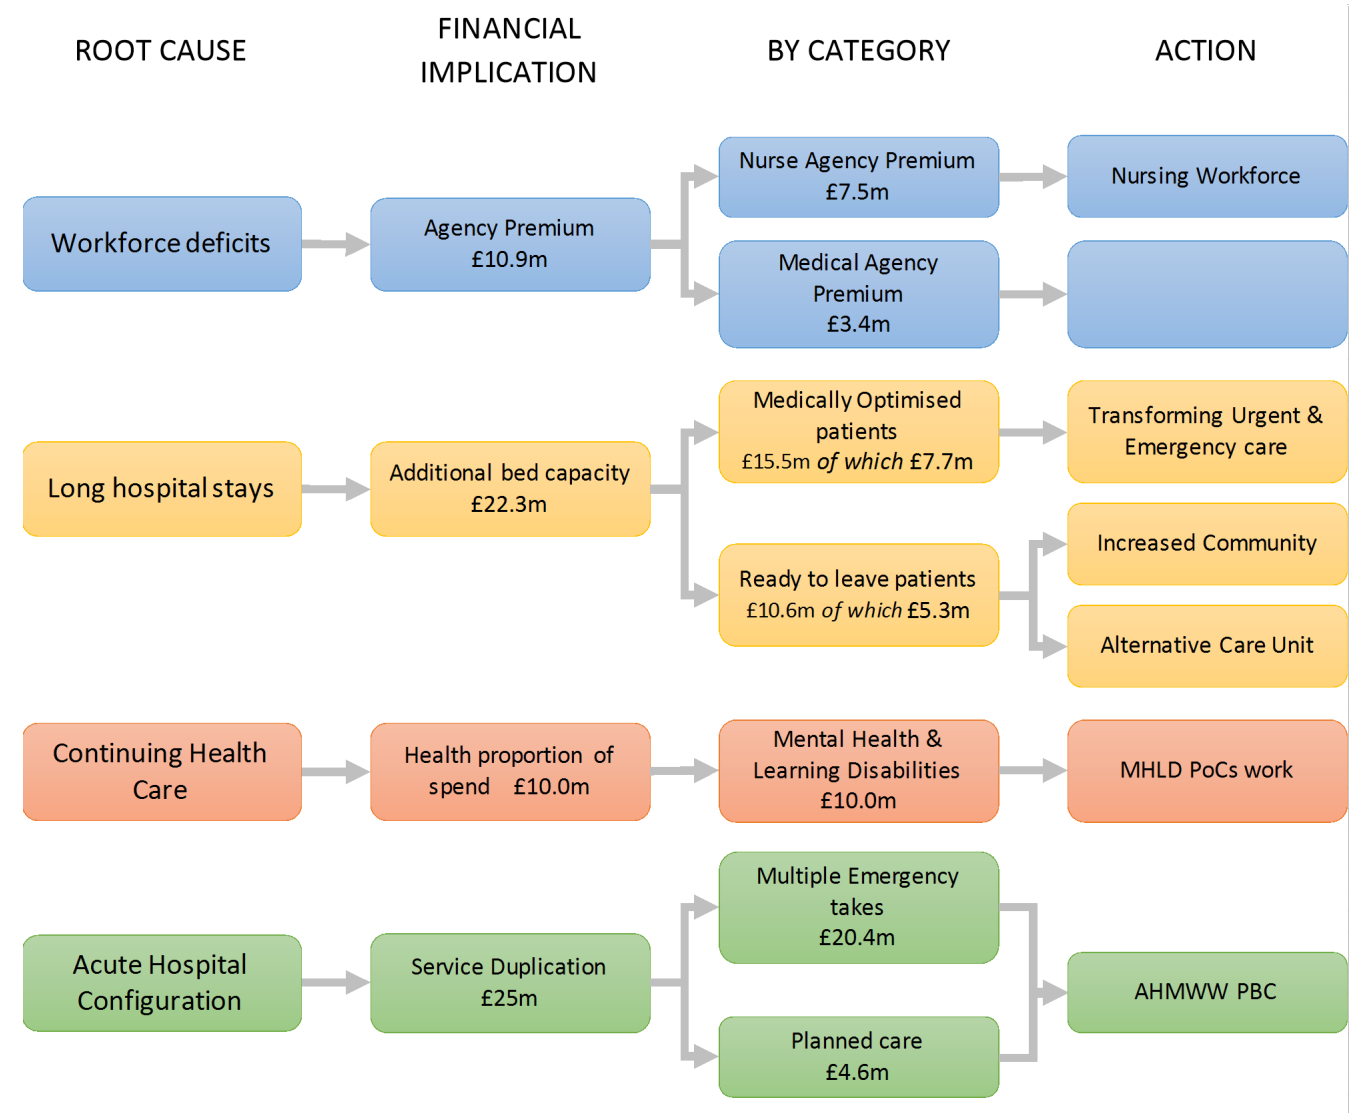 ROOT CAUSE
FINANCIAL
IMPLICATION
BY CATEGORY
ACTION
Workforce deficits
Agency Premium
£10.9m
Nurse Agency Premium
£7.5m
Nursing Workforce
Medical Agency
Premium
£3.4m
Long hospital stays
Additional bed capacity
£22.3m
Medically Optimised
patients
£15.5m of which £7.7m
Transforming Urgent &
Emergency care
Ready to leave patients
£10.6m of which £5.3m
Increased Community
Alternative Care Unit
Continuing Health
Care
Health proportion of
spend £10.0m
Mental Health &
Learning Disabilities
£10.0m
MHLD PoCs work
Acute Hospital
Configuration
Service Duplication
£25m
Multiple Emergency
takes
£20.4m
Planned care
£4.6m
AHMWW PBC